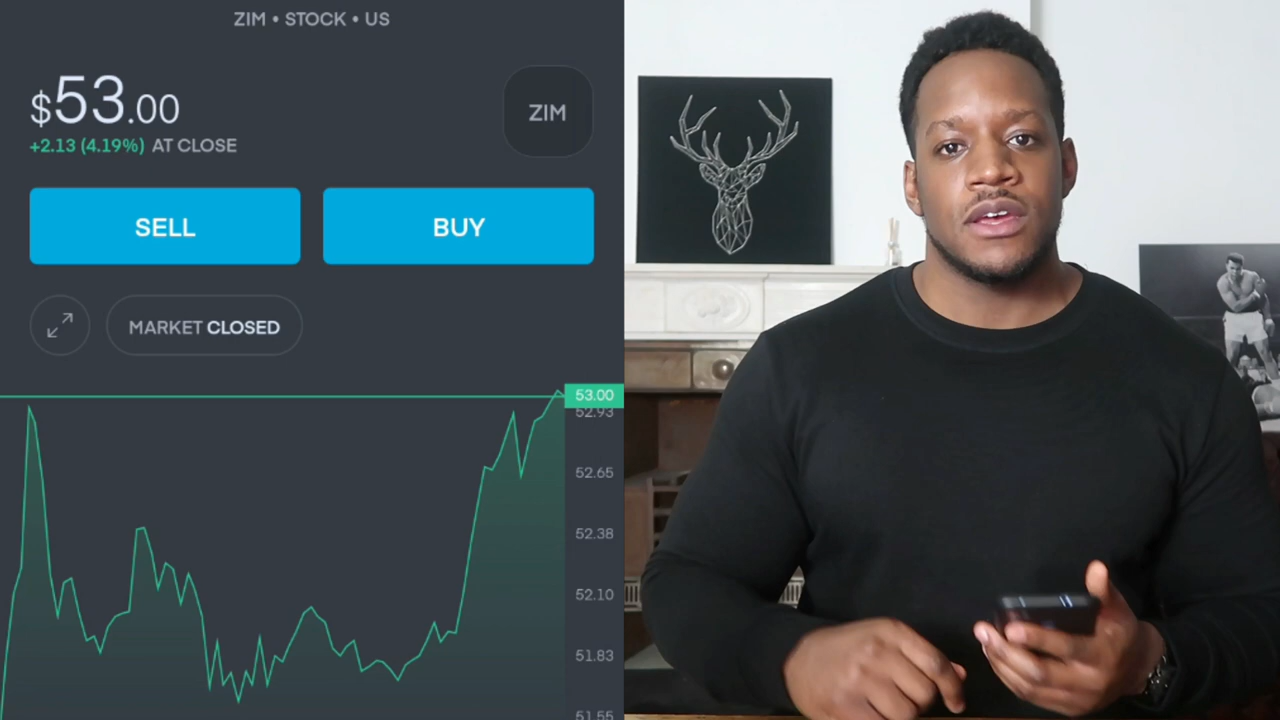 ZIM • STOCK • US
$53.00
ZIM
+2.13 (4.19%) AT CLOSE
SELL
BUY
MARKET CLOSED
53.00
52.93
52.65
52.38
52.10
51.83
51.55